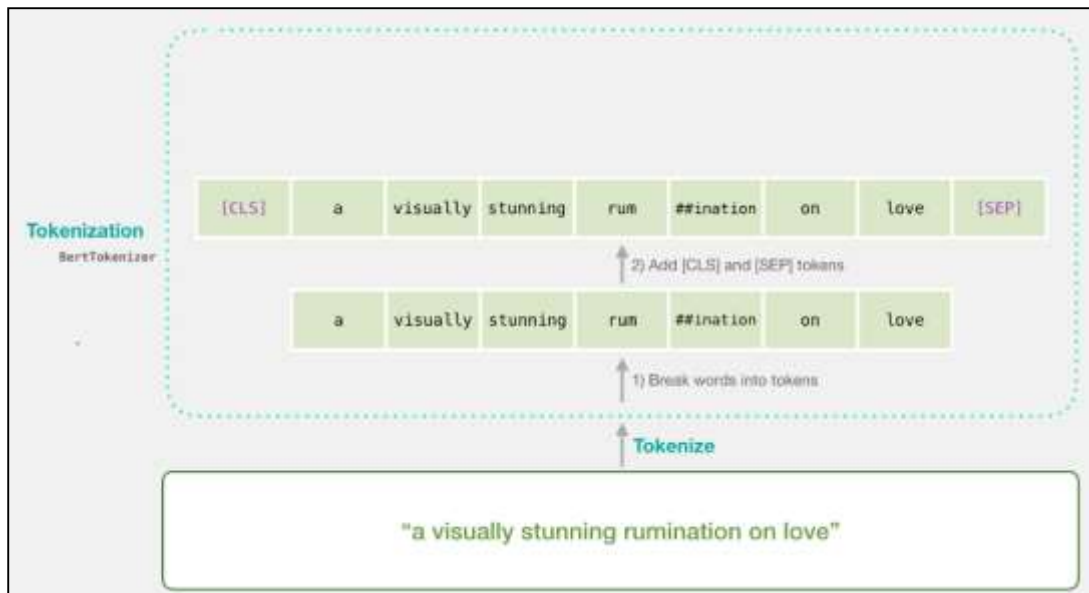 [CLS] a visually stunning rum ##ination on love [SEP]
Tokenization
BertTokenizer
2) Add [CLS] and [SEP] tokens
a visually stunning rum ##ination on love
1) Break words into tokens
Tokenize
“a visually stunning rumination on love”